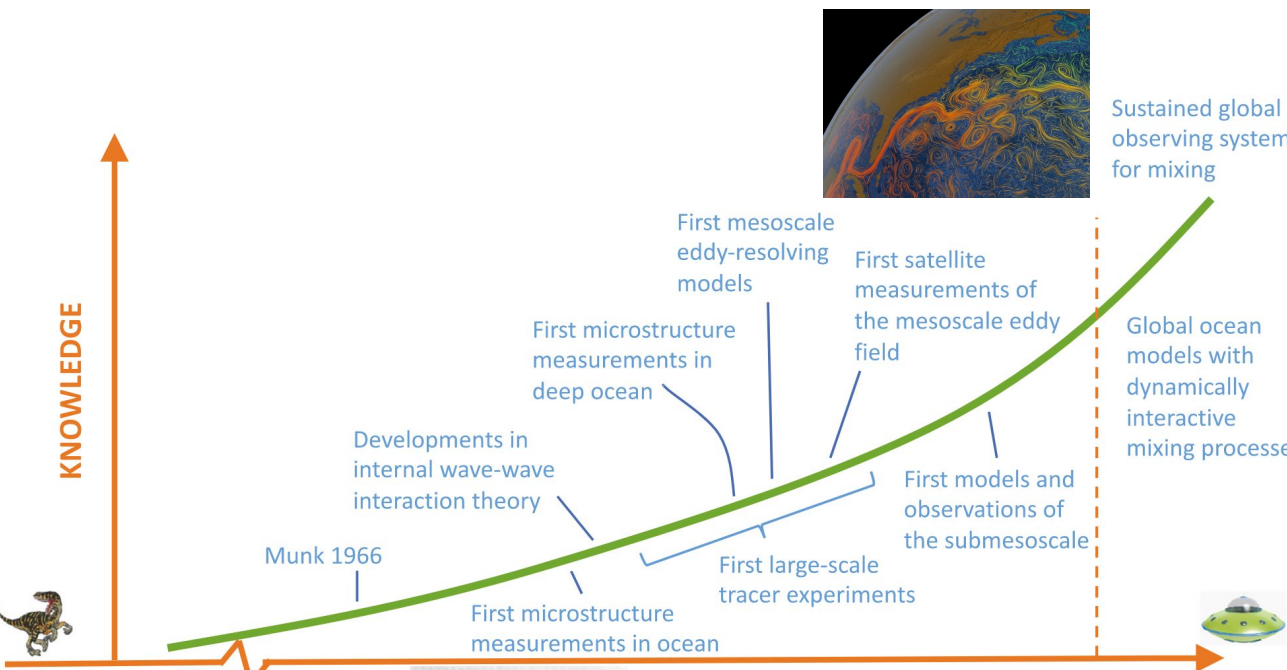 Sustained global
observing system
for mixing
First mesoscale
eddy-resolving
models
First satellite
measurements of
the mesoscale eddy
field
First microstructure
measurements in
deep ocean
Global ocean
models with
dynamically
interactive
mixing processe
KNOWLEDGE
Developments in
internal wave-wave
interaction theory
First models and
observations of
the submesoscale
Munk 1966
First large-scale
tracer experiments
First microstructure
measurements in ocean